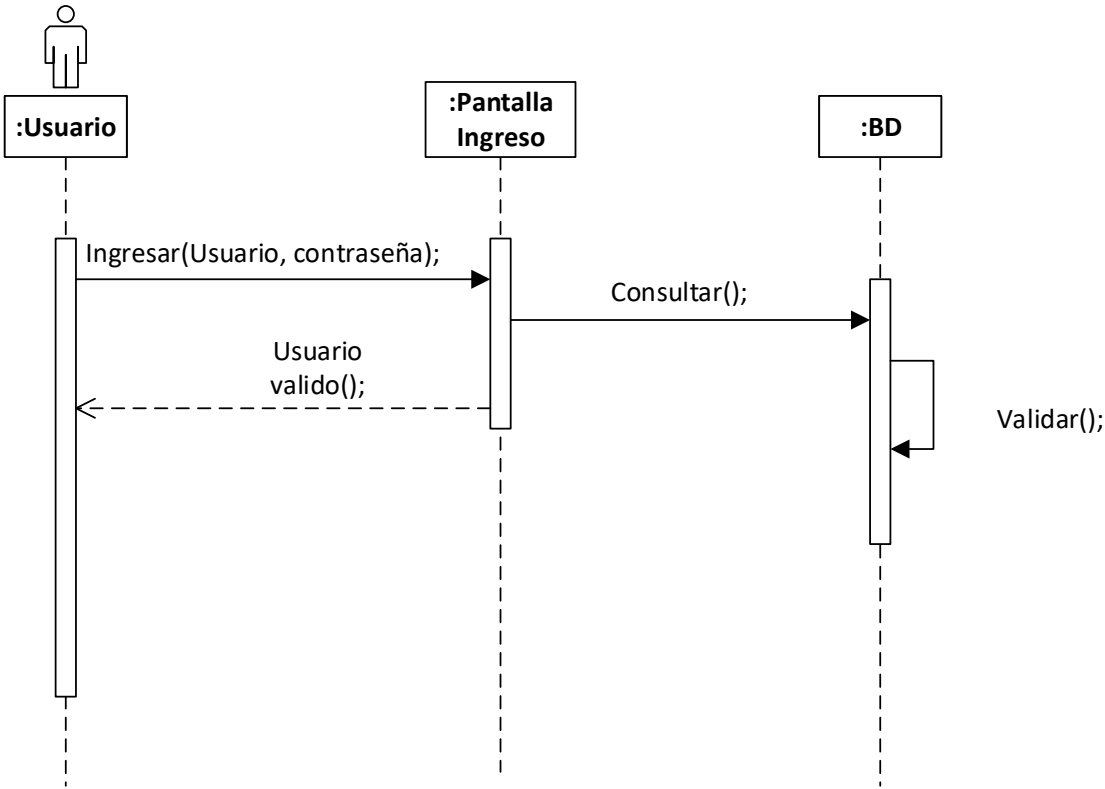 :Usuario
:Pantalla
Ingreso
:BD
Ingresar(Usuario, contraseña);
Consultar();
Usuario
valido();
Validar();